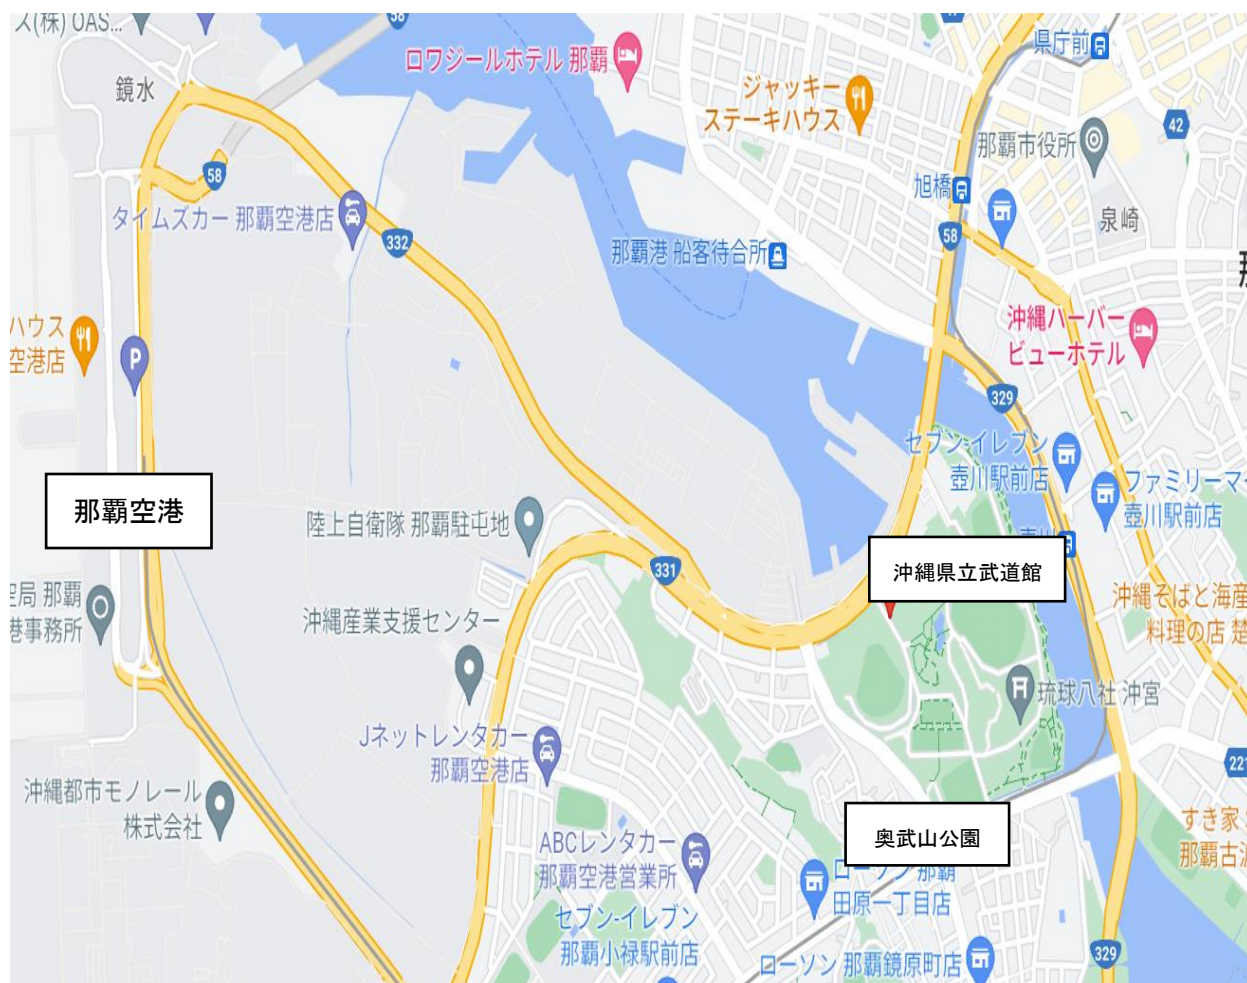 ス(株) OAS...
58
県庁前
ロワジールホテル 那覇
鏡水
ジャッキー
ステーキハウス
42
那覇市役所
旭橋
58
タイムズカー 那覇空港店
332
那覇港 船客待合所
58
泉崎
ハウス
空港店
P
沖縄ハーバー
ビューホテル
329
セブン-イレブン
壺川駅前店
ファミリーマ
壺川駅前店
那覇空港
陸上自衛隊 那覇駐屯地
331
沖縄県立武道館
局 那覇
港事務所
沖縄産業支援センター
沖縄そばと海産
料理の店 楚
琉球八社 沖宮
Jネットレンタカー
那覇空港店
221
沖縄都市モノレール
株式会社
奥武山公園
すき家
那覇古波
ABCレンタカー
那覇空港営業所
ローソン 那覇
田原一丁目店
セブン-イレブン
那覇小禄駅前店
ローソン 那覇鏡原町店
329